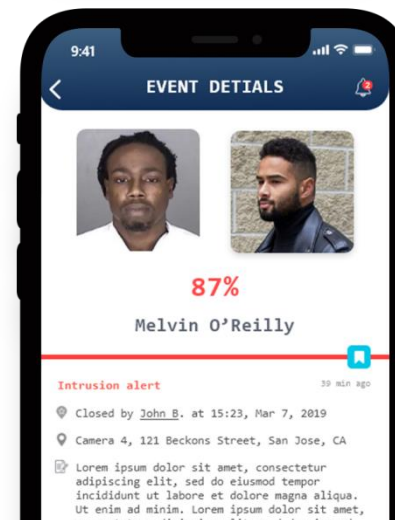 9:41
EVENT DETIALS
2
87%
Melvin O’Reilly
Intrusion alert
39 min ago
Closed by John B. at 15:23, Mar 7, 2019
Camera 4, 121 Beckons Street, San Jose, CA
Lorem ipsum dolor sit amet, consectetur
adipiscing elit, sed do eiusmod tempor
incididunt ut labore et dolore magna aliqua.
Ut enim ad minim. Lorem ipsum dolor sit amet,